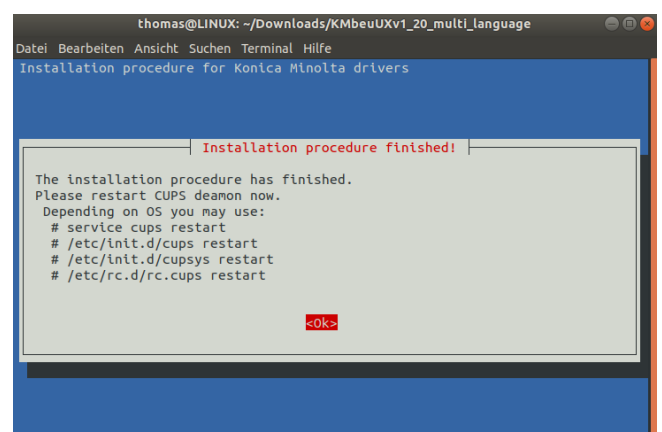 thomas@LINUX: ~/Downloads/KMbeuUXv1_20_multi_language
Datei Bearbeiten Ansicht Suchen Terminal Hilfe
Installation procedure for Konica Minolta drivers
Installation procedure finished!
The installation procedure has finished.
Please restart CUPS deamon now.
Depending on OS you may use:
# service cups restart
# /etc/init.d/cups restart
# /etc/init.d/cupsys restart
# /etc/rc.d/rc.cups restart
<Ok>